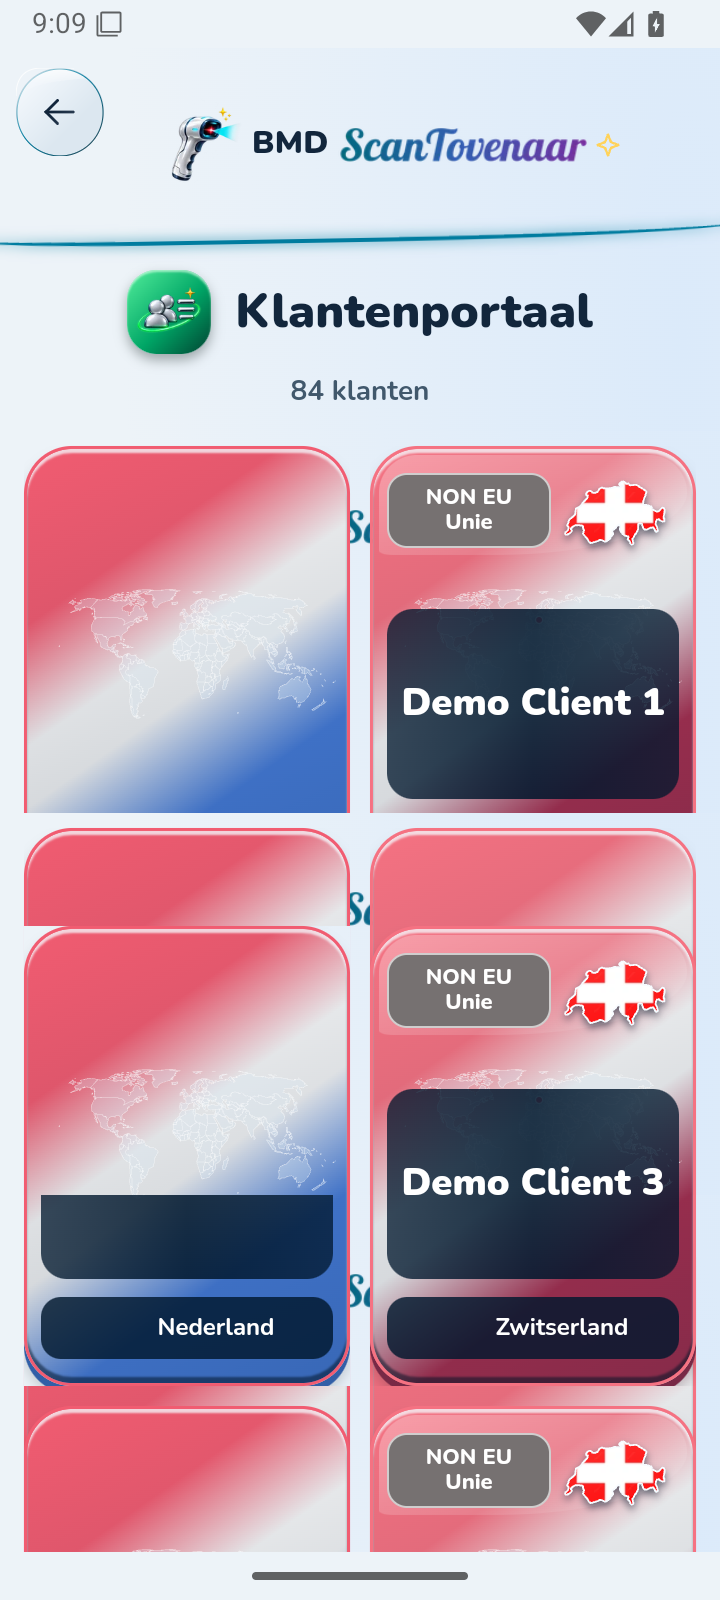 9:09
BMD ScanTovenaar
Klantenportaal
84 klanten
NON EU
Unie
Demo Client 1
NON EU
Unie
Demo Client 3
Nederland
Zwitserland
NON EU
Unie